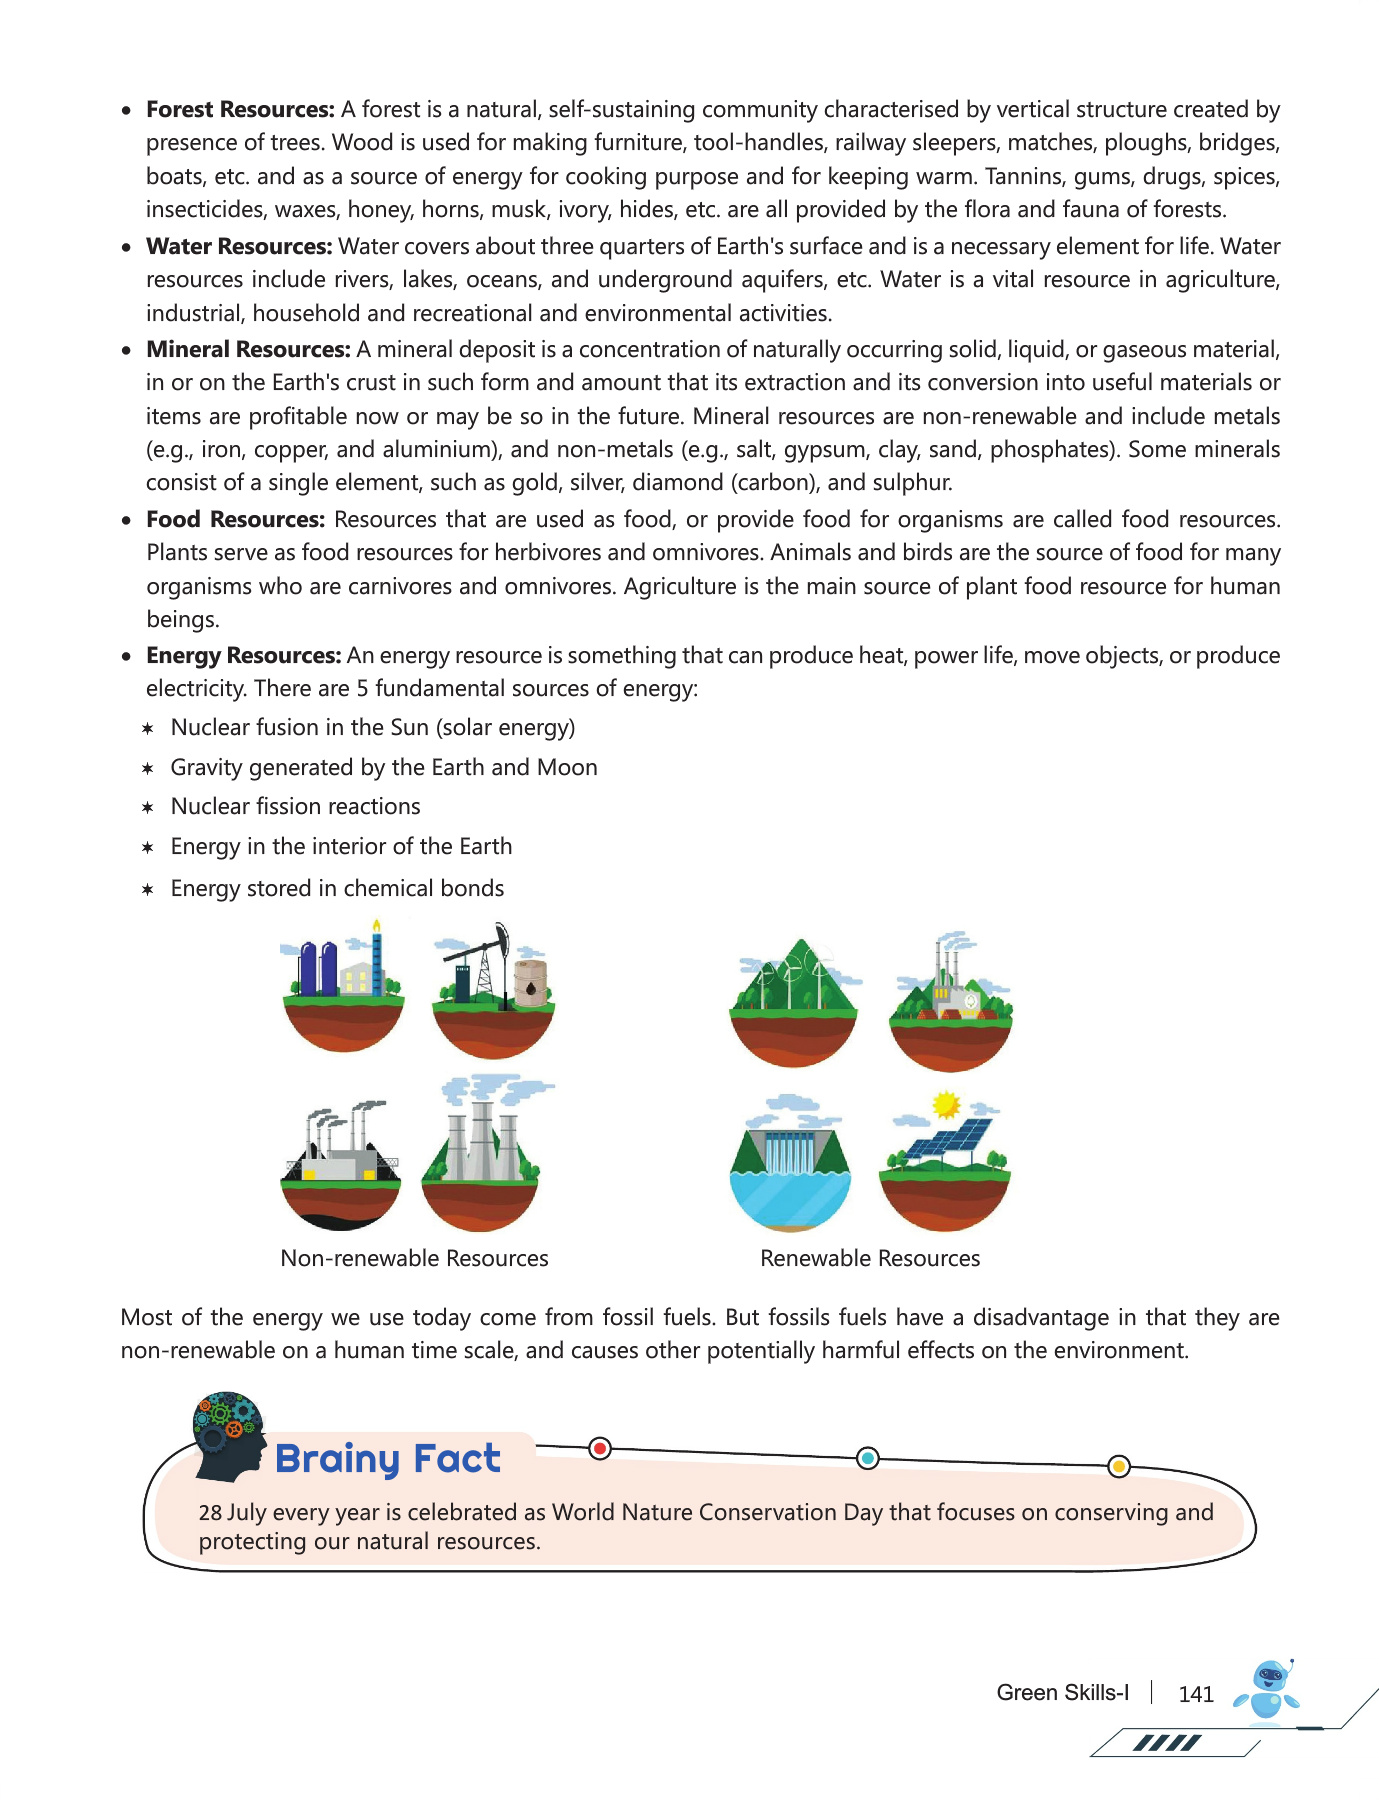 • Forest Resources: A forest is a natural, self-sustaining community characterised by vertical structure created by
presence of trees. Wood is used for making furniture, tool-handles, railway sleepers, matches, ploughs, bridges,
boats, etc. and as a source of energy for cooking purpose and for keeping warm. Tannins, gums, drugs, spices,
insecticides, waxes, honey, horns, musk, ivory, hides, etc. are all provided by the flora and fauna of forests.
• Water Resources: Water covers about three quarters of Earth's surface and is a necessary element for life. Water
resources include rivers, lakes, oceans, and underground aquifers, etc. Water is a vital resource in agriculture,
industrial, household and recreational and environmental activities.
• Mineral Resources: A mineral deposit is a concentration of naturally occurring solid, liquid, or gaseous material,
in or on the Earth's crust in such form and amount that its extraction and its conversion into useful materials or
items are profitable now or may be so in the future. Mineral resources are non-renewable and include metals
(e.g., iron, copper, and aluminium), and non-metals (e.g., salt, gypsum, clay, sand, phosphates). Some minerals
consist of a single element, such as gold, silver, diamond (carbon), and sulphur.
• Food Resources: Resources that are used as food, or provide food for organisms are called food resources.
Plants serve as food resources for herbivores and omnivores. Animals and birds are the source of food for many
organisms who are carnivores and omnivores. Agriculture is the main source of plant food resource for human
beings.
• Energy Resources: An energy resource is something that can produce heat, power life, move objects, or produce
electricity. There are 5 fundamental sources of energy:
✶ Nuclear fusion in the Sun (solar energy)
✶ Gravity generated by the Earth and Moon
✶ Nuclear fission reactions
✶ Energy in the interior of the Earth
✶ Energy stored in chemical bonds
Non-renewable Resources
Renewable Resources
Most of the energy we use today come from fossil fuels. But fossils fuels have a disadvantage in that they are
non-renewable on a human time scale, and causes other potentially harmful effects on the environment.
Brainy Fact
28 July every year is celebrated as World Nature Conservation Day that focuses on conserving and
protecting our natural resources.
Green Skills-I | 141